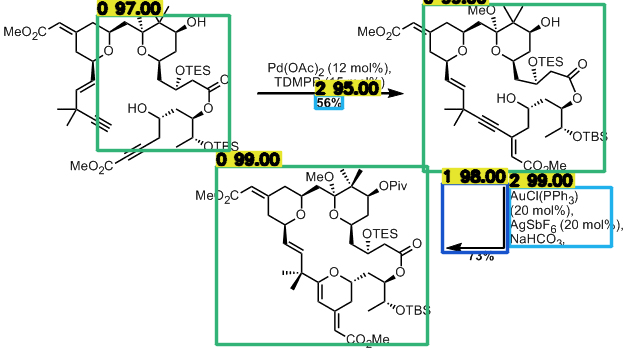 0 97.00
MeO₂C
OH
O
O
OTES
O
HO
O
OTBS
MeO₂C
Pd(OAc)₂ (12 mol%),
TDMPP
2 95.00
56%
MeO
OH
MeO₂C
O
O
OTES
O
HO
O
OTBS
CO₂Me
0 99.00
MeO
OPiv
MeO₂C
O
O
OTES
O
O
O
OTBS
CO₂Me
1 98.00
2 99.00
AuCl(PPh₃)
(20 mol%),
AgSbF₆ (20 mol%),
NaHCO₃,
73%